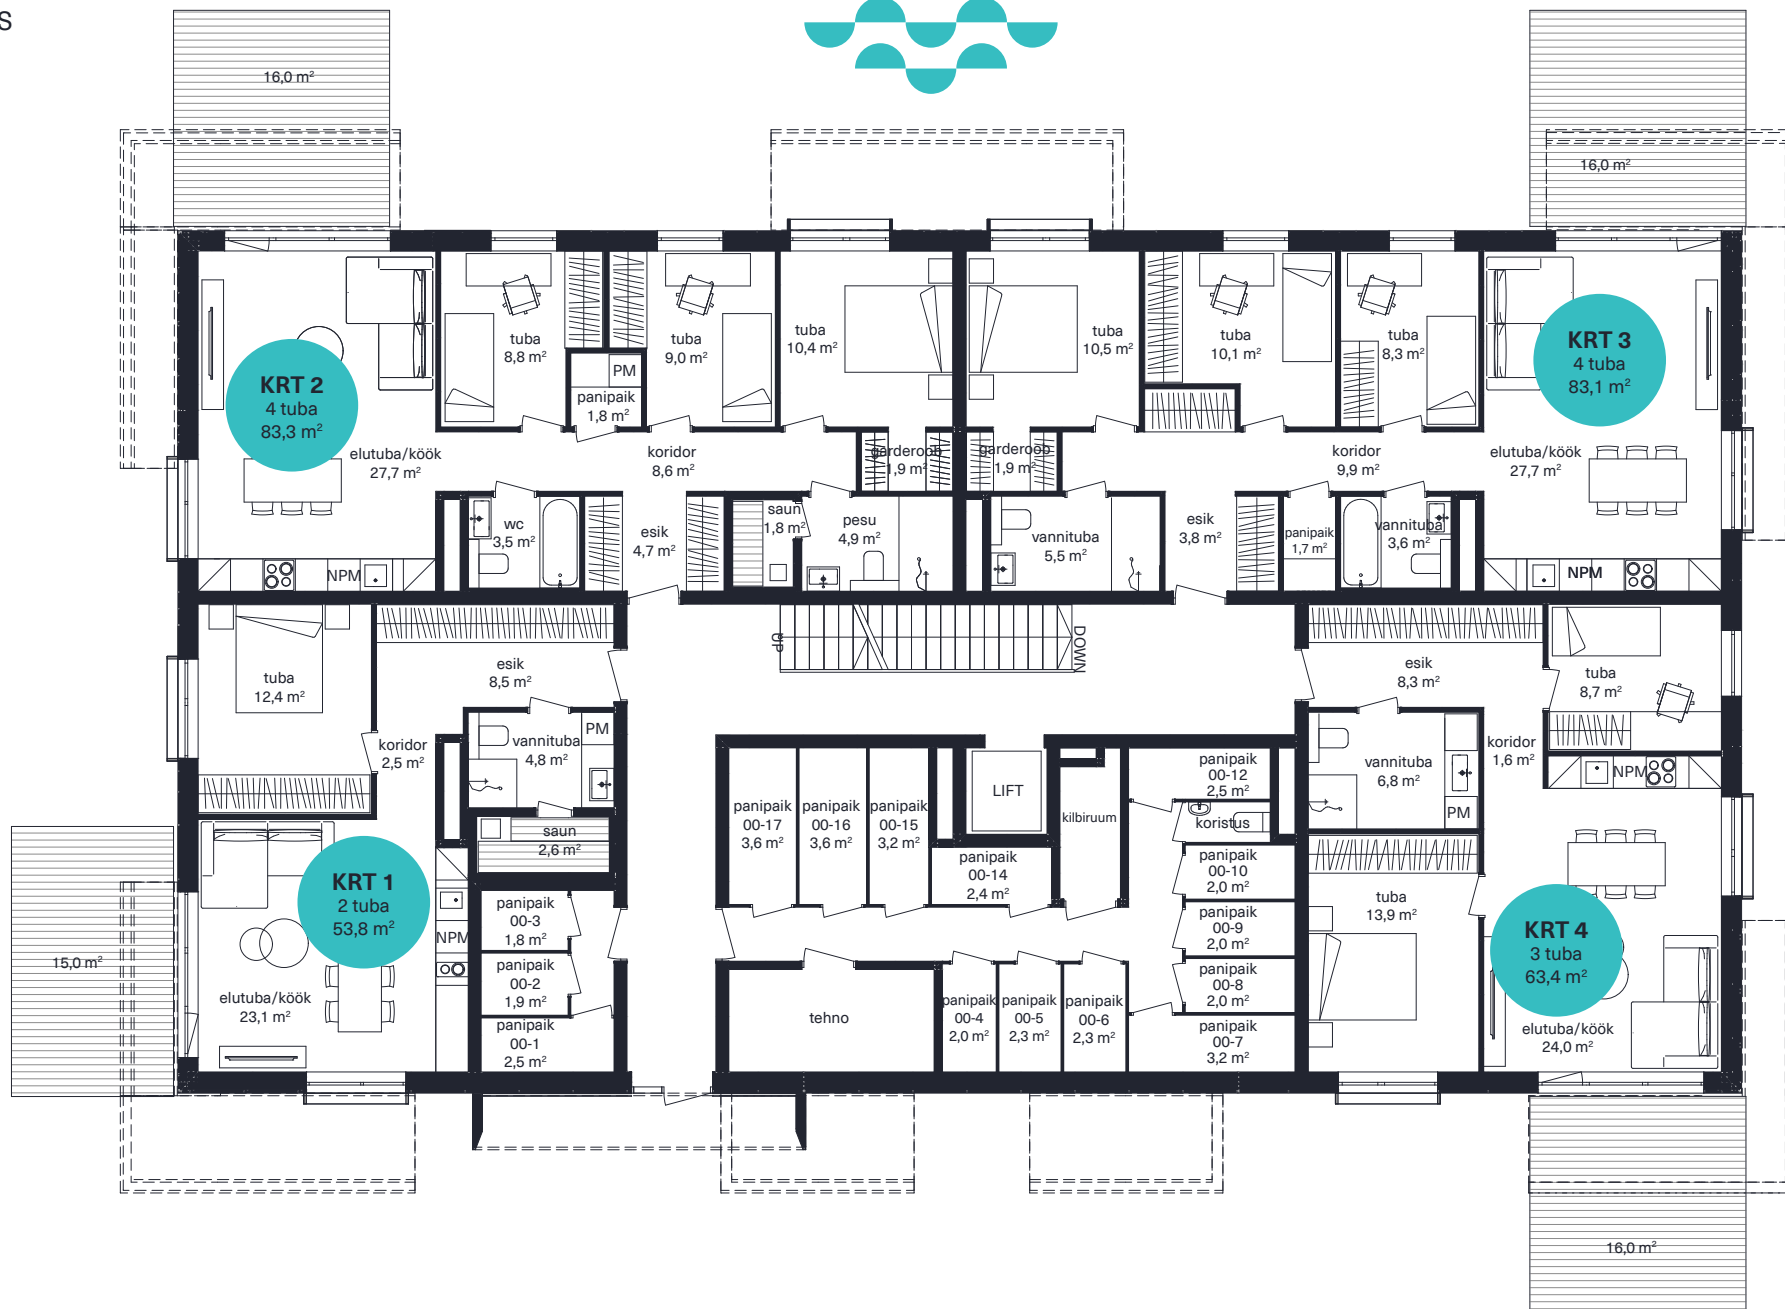 S
16,0 m²
16,0 m²
KRT 2
4 tuba
83,3 m²
elutuba/köök
27,7 m²
NPM
tuba
8,8 m²
PM
panipaik
1,8 m²
tuba
9,0 m²
tuba
10,4 m²
koridor
8,6 m²
garderoob
1,9 m²
wc
3,5 m²
esik
4,7 m²
saun
1,8 m²
pesu
4,9 m²
tuba
10,5 m²
tuba
10,1 m²
tuba
8,3 m²
KRT 3
4 tuba
83,1 m²
garderoob
1,9 m²
koridor
9,9 m²
elutuba/köök
27,7 m²
vannituba
5,5 m²
esik
3,8 m²
panipaik
1,7 m²
vannituba
3,6 m²
NPM
UP
DOWN
tuba
12,4 m²
esik
8,5 m²
koridor
2,5 m²
vannituba
4,8 m²
PM
saun
2,6 m²
KRT 1
2 tuba
53,8 m²
NPM
elutuba/köök
23,1 m²
15,0 m²
panipaik
00-3
1,8 m²
panipaik
00-2
1,9 m²
panipaik
00-1
2,5 m²
panipaik
00-17
3,6 m²
panipaik
00-16
3,6 m²
panipaik
00-15
3,2 m²
LIFT
panipaik
00-14
2,4 m²
kilbiruum
panipaik
00-12
2,5 m²
koristus
panipaik
00-10
2,0 m²
panipaik
00-9
2,0 m²
panipaik
00-8
2,0 m²
panipaik
00-7
3,2 m²
tehno
panipaik
00-4
2,0 m²
panipaik
00-5
2,3 m²
panipaik
00-6
2,3 m²
esik
8,3 m²
tuba
8,7 m²
vannituba
6,8 m²
PM
koridor
1,6 m²
NPM
tuba
13,9 m²
KRT 4
3 tuba
63,4 m²
elutuba/köök
24,0 m²
16,0 m²